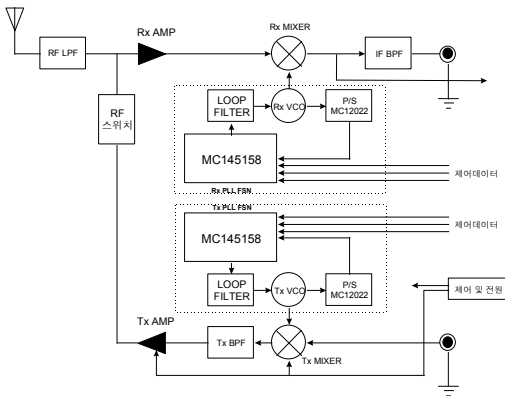 Rx AMP
Rx MIXER
RF LPF
IF BPF
RF
스위치
LOOP
FILTER
Rx VCO
P/S
MC12022
MC145158
제어데이터
Rx PLL FSN
Tx PLL FSN
MC145158
제어데이터
LOOP
FILTER
Tx VCO
P/S
MC12022
제어 및 전원
Tx AMP
Tx BPF
Tx MIXER